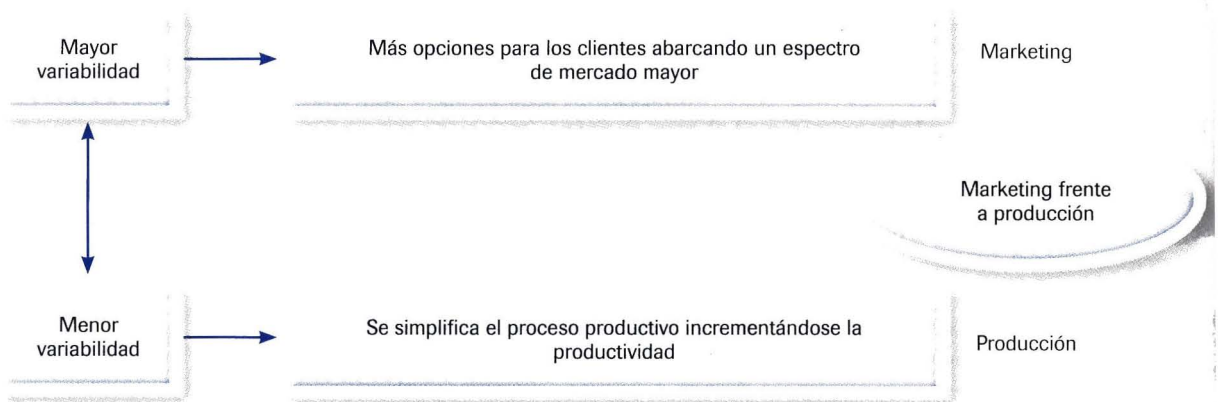 Mayor
variabilidad
Más opciones para los clientes abarcando un espectro
de mercado mayor
Marketing
Marketing frente
a producción
Menor
variabilidad
Se simplifica el proceso productivo incrementándose la
productividad
Producción